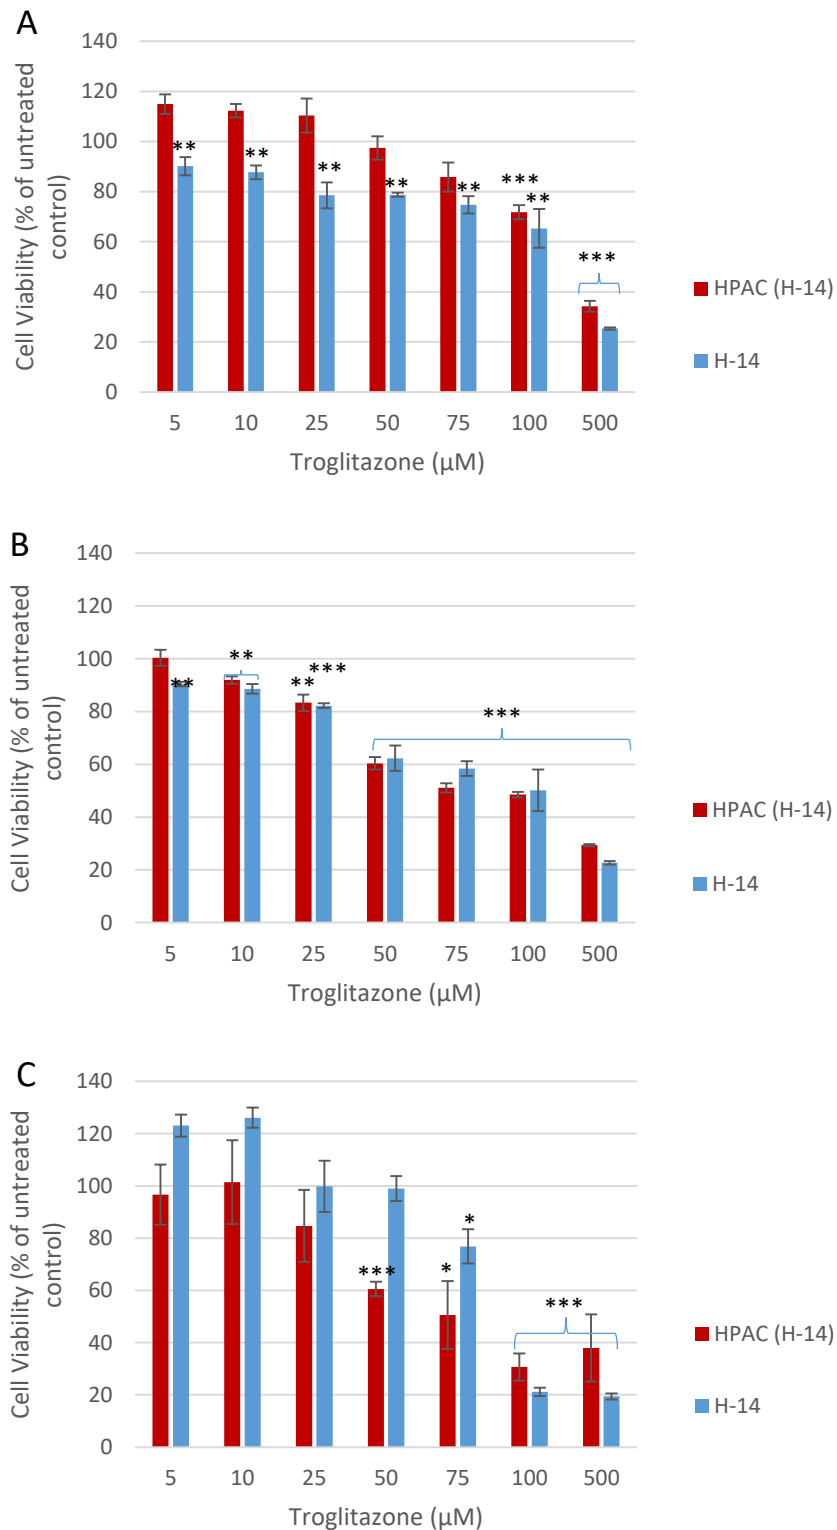 A
140
120
100
80
60
40
20
0
Cell Viability (% of untreated
control)
**
**
**
**
**
***
**
***
5 10 25 50 75 100 500
Troglitazone (µM)
HPAC (H-14)
H-14
B
140
120
100
80
60
40
20
0
Cell Viability (% of untreated
control)
**
**
**
***
***
5 10 25 50 75 100 500
Troglitazone (µM)
HPAC (H-14)
H-14
C
140
120
100
80
60
40
20
0
Cell Viability (% of untreated
control)
***
*
*
***
5 10 25 50 75 100 500
Troglitazone (µM)
HPAC (H-14)
H-14